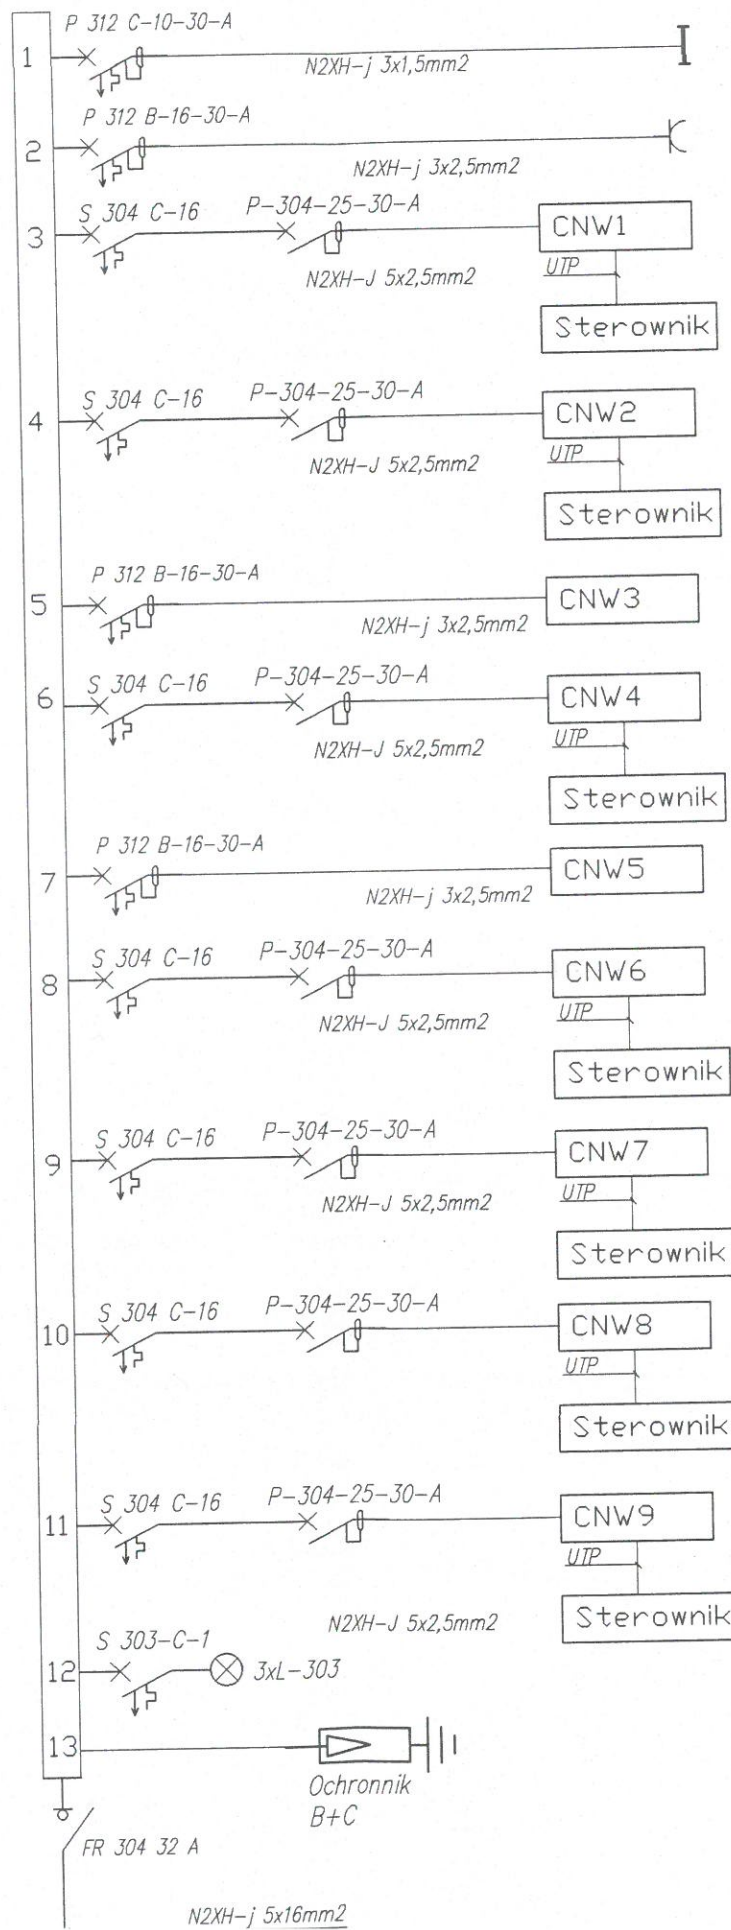 P 312 C-10-30-A
1
N2XH-j 3x1,5mm2
P 312 B-16-30-A
2
N2XH-j 3x2,5mm2
S 304 C-16 P-304-25-30-A
3 CNW1
N2XH-J 5x2,5mm2 UTP
Sterownik
S 304 C-16 P-304-25-30-A
4 CNW2
N2XH-J 5x2,5mm2 UTP
Sterownik
P 312 B-16-30-A
5 CNW3
N2XH-j 3x2,5mm2
S 304 C-16 P-304-25-30-A
6 CNW4
N2XH-J 5x2,5mm2 UTP
Sterownik
P 312 B-16-30-A
7 CNW5
N2XH-j 3x2,5mm2
S 304 C-16 P-304-25-30-A
8 CNW6
N2XH-J 5x2,5mm2 UTP
Sterownik
S 304 C-16 P-304-25-30-A
9 CNW7
N2XH-J 5x2,5mm2 UTP
Sterownik
S 304 C-16 P-304-25-30-A
10 CNW8
UTP
Sterownik
S 304 C-16 P-304-25-30-A
11 CNW9
UTP
Sterownik
N2XH-J 5x2,5mm2
S 303-C-1
12 3xL-303
13
Ochronnik
B+C
FR 304 32 A
N2XH-j 5x16mm2